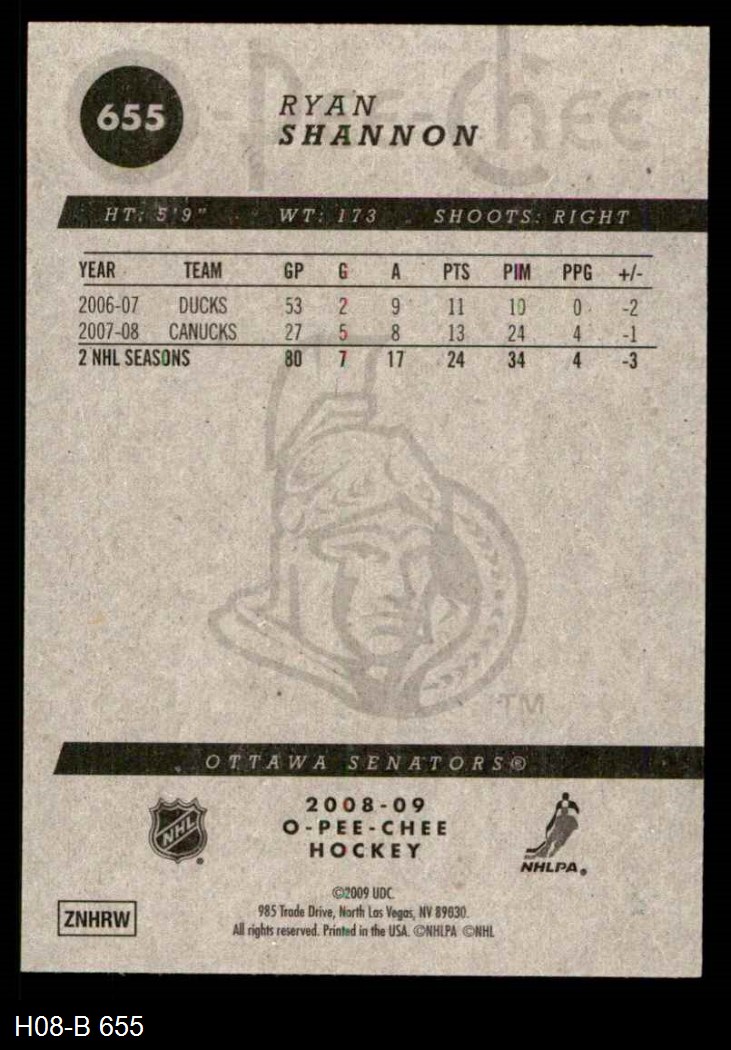 O-Pee-Chee™
655
RYAN
SHANNON
HT: 5'9" WT: 173 SHOOTS: RIGHT
YEAR TEAM GP G A PTS PIM PPG +/-
2006-07 DUCKS 53 2 9 11 10 0 -2
2007-08 CANUCKS 27 5 8 13 24 4 -1
2 NHL SEASONS 80 7 17 24 34 4 -3
TM
OTTAWA SENATORS®
NHL
2008-09
O-PEE-CHEE
HOCKEY
NHLPA®
©2009 UDC.
985 Trade Drive, North Las Vegas, NV 89030.
All rights reserved. Printed in the USA. ©NHLPA ©NHL
ZNHRW
H08-B 655